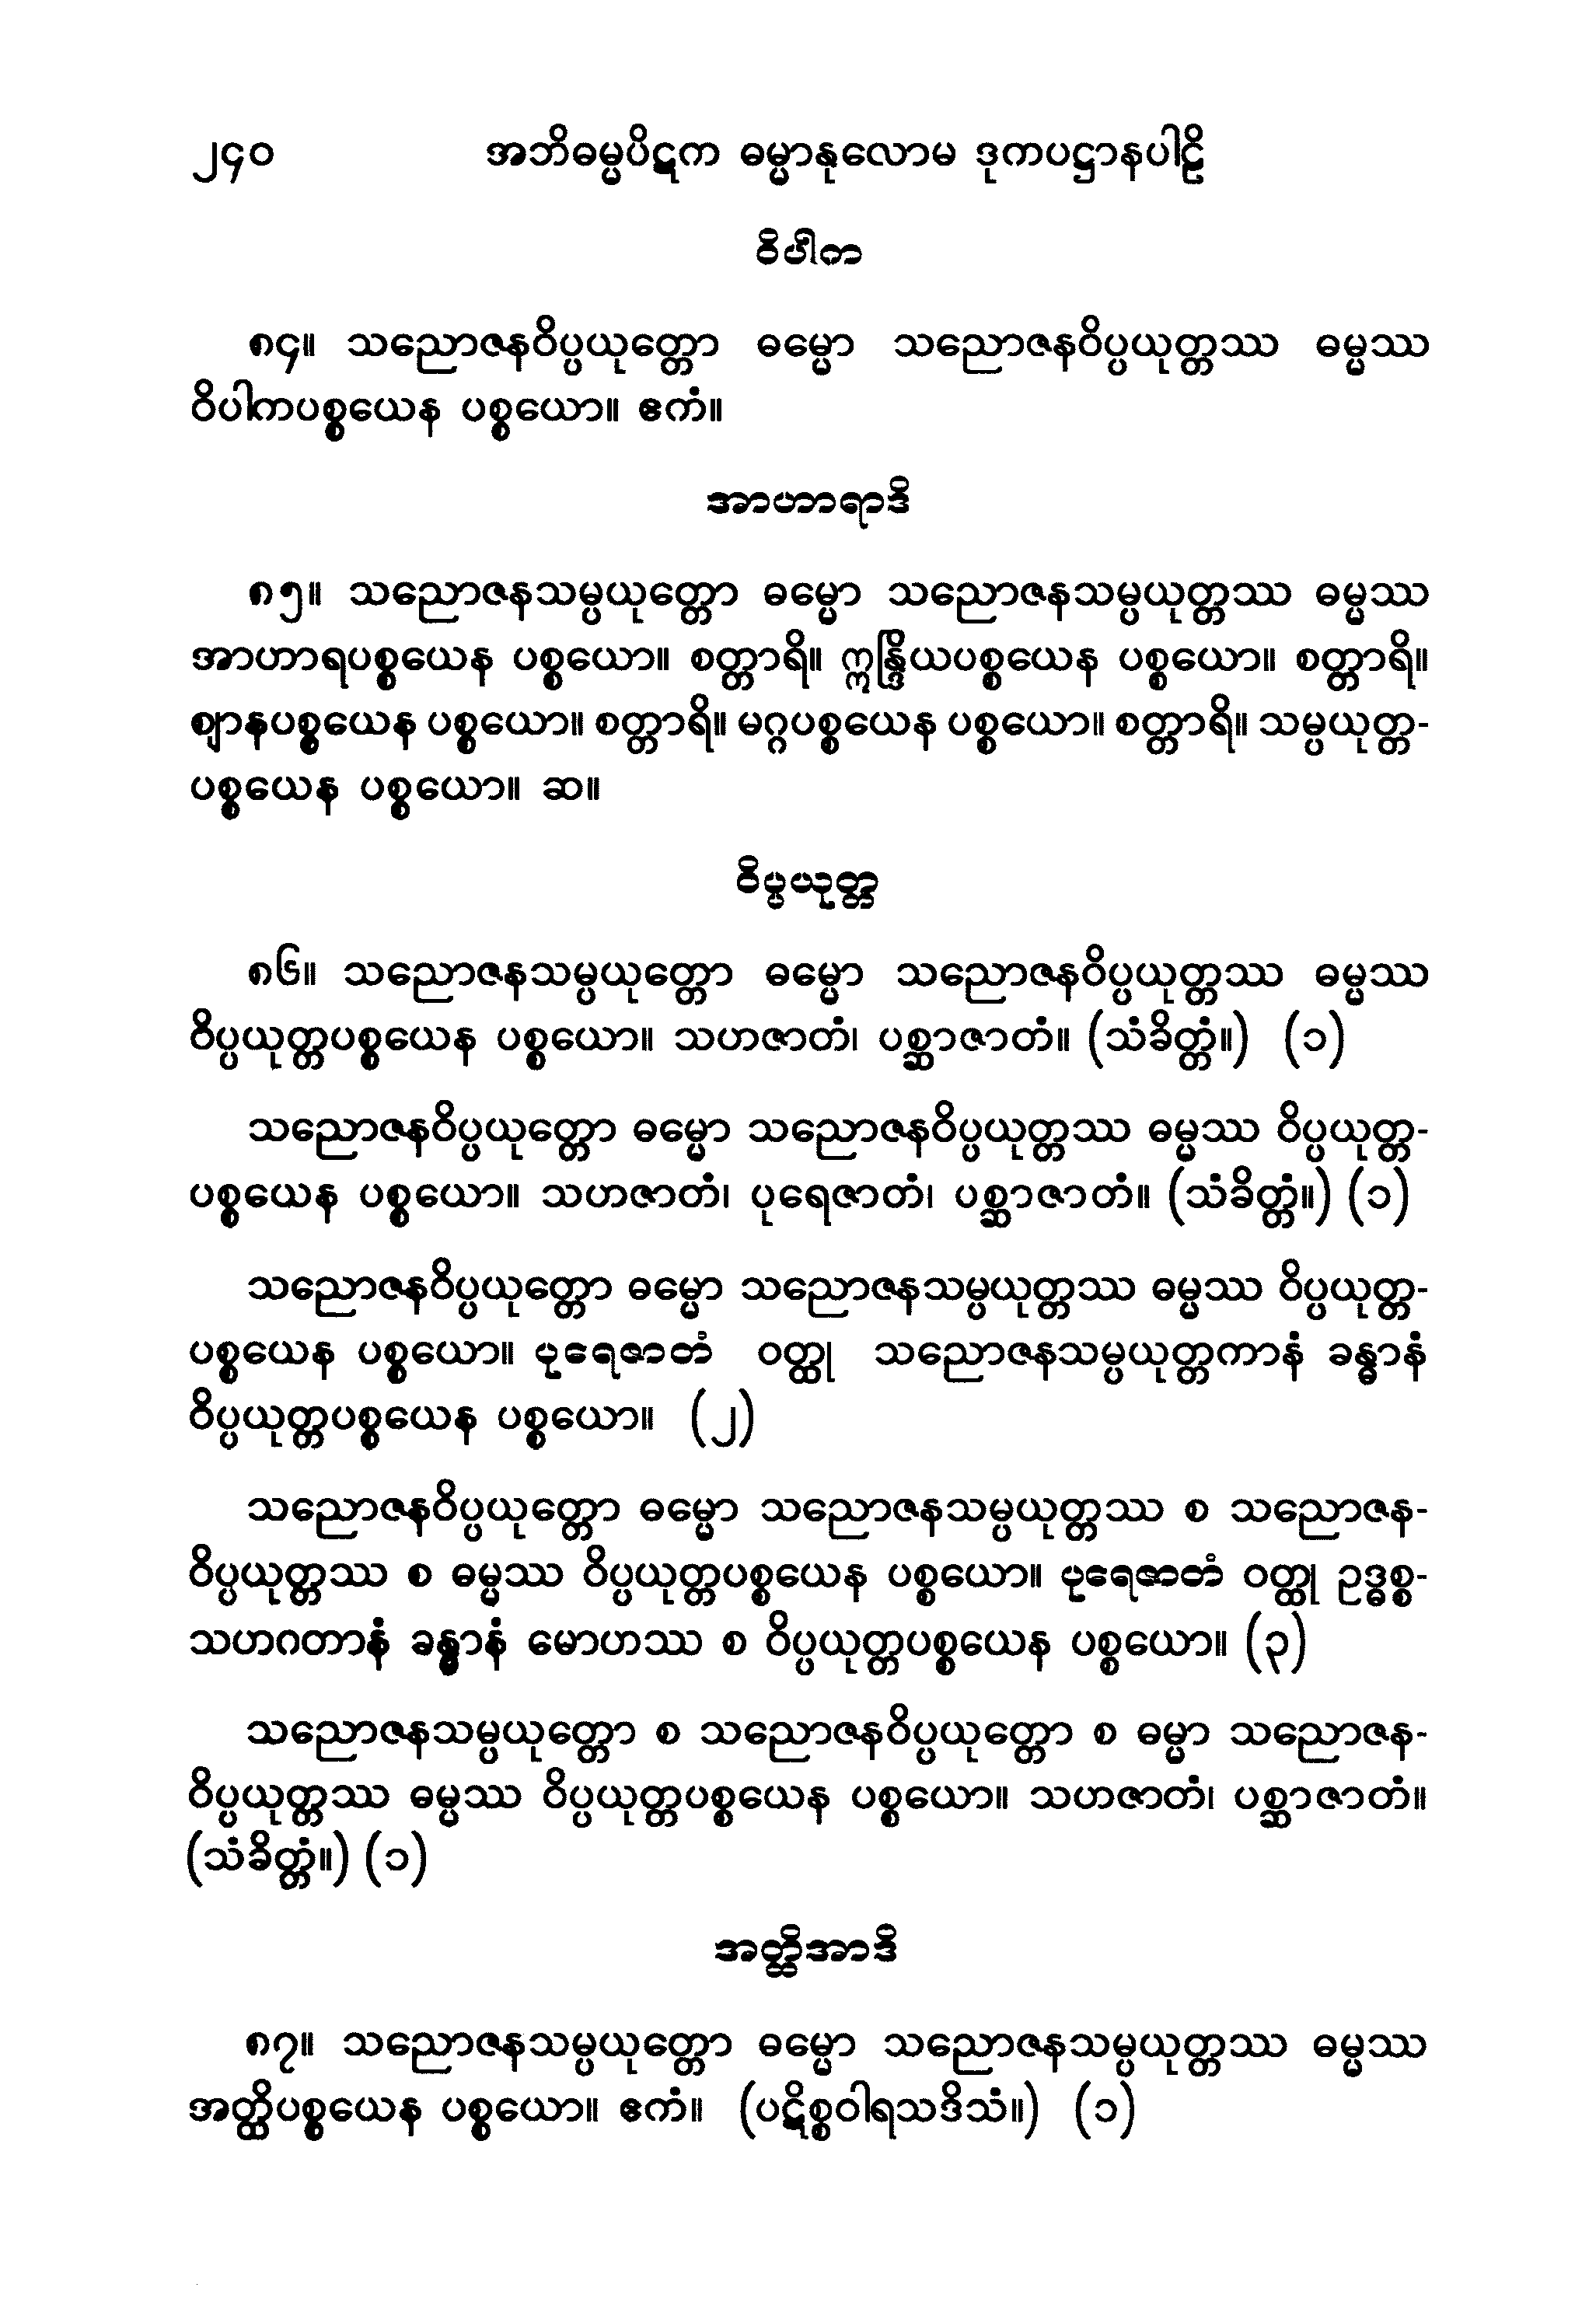 ၂၄၀ အဘိဓမ္မပိဋက ဓမ္မာနုလောမ ဒုကပဋ္ဌာနပါဠိ
ဝိပါက
၈၄။ သညောဇနဝိပ္ပယုတ္တော ဓမ္မော သညောဇနဝိပ္ပယုတ္တဿ ဓမ္မဿ
ဝိပါကပစ္စယေန ပစ္စယော။ ဧကံ။
အာဟာရာဒိ
၈၅။ သညောဇနသမ္ပယုတ္တော ဓမ္မော သညောဇနသမ္ပယုတ္တဿ ဓမ္မဿ
အာဟာရပစ္စယေန ပစ္စယော။ စတ္တာရိ။ ဣန္ဒြိယပစ္စယေန ပစ္စယော။ စတ္တာရိ။
ဈာနပစ္စယေန ပစ္စယော။ စတ္တာရိ။ မဂ္ဂပစ္စယေန ပစ္စယော။ စတ္တာရိ။ သမ္ပယုတ္တ-
ပစ္စယေန ပစ္စယော။ ဆ။
ဝိပ္ပယုတ္တ
၈၆။ သညောဇနသမ္ပယုတ္တော ဓမ္မော သညောဇနဝိပ္ပယုတ္တဿ ဓမ္မဿ
ဝိပ္ပယုတ္တပစ္စယေန ပစ္စယော။ သဟဇာတံ၊ ပစ္ဆာဇာတံ။ (သံခိတ္တံ။) (၁)
သညောဇနဝိပ္ပယုတ္တော ဓမ္မော သညောဇနဝိပ္ပယုတ္တဿ ဓမ္မဿ ဝိပ္ပယုတ္တ-
ပစ္စယေန ပစ္စယော။ သဟဇာတံ၊ ပုရေဇာတံ၊ ပစ္ဆာဇာတံ။ (သံခိတ္တံ။) (၁)
သညောဇနဝိပ္ပယုတ္တော ဓမ္မော သညောဇနသမ္ပယုတ္တဿ ဓမ္မဿ ဝိပ္ပယုတ္တ-
ပစ္စယေန ပစ္စယော။ ပုရေဇာတံ ဝတ္ထု သညောဇနသမ္ပယုတ္တကာနံ ခန္ဓာနံ
ဝိပ္ပယုတ္တပစ္စယေန ပစ္စယော။ (၂)
သညောဇနဝိပ္ပယုတ္တော ဓမ္မော သညောဇနသမ္ပယုတ္တဿ စ သညောဇန-
ဝိပ္ပယုတ္တဿ စ ဓမ္မဿ ဝိပ္ပယုတ္တပစ္စယေန ပစ္စယော။ ပုရေဇာတံ ဝတ္ထု ဥဒ္ဓစ္စ-
သဟဂတာနံ ခန္ဓာနံ မောဟဿ စ ဝိပ္ပယုတ္တပစ္စယေန ပစ္စယော။ (၃)
သညောဇနသမ္ပယုတ္တော စ သညောဇနဝိပ္ပယုတ္တော စ ဓမ္မာ သညောဇန-
ဝိပ္ပယုတ္တဿ ဓမ္မဿ ဝိပ္ပယုတ္တပစ္စယေန ပစ္စယော။ သဟဇာတံ၊ ပစ္ဆာဇာတံ။
(သံခိတ္တံ။) (၁)
အတ္ထိအာဒိ
၈၇။ သညောဇနသမ္ပယုတ္တော ဓမ္မော သညောဇနသမ္ပယုတ္တဿ ဓမ္မဿ
အတ္ထိပစ္စယေန ပစ္စယော။ ဧကံ။ (ပဋိစ္စဝါရသဒိသံ။) (၁)